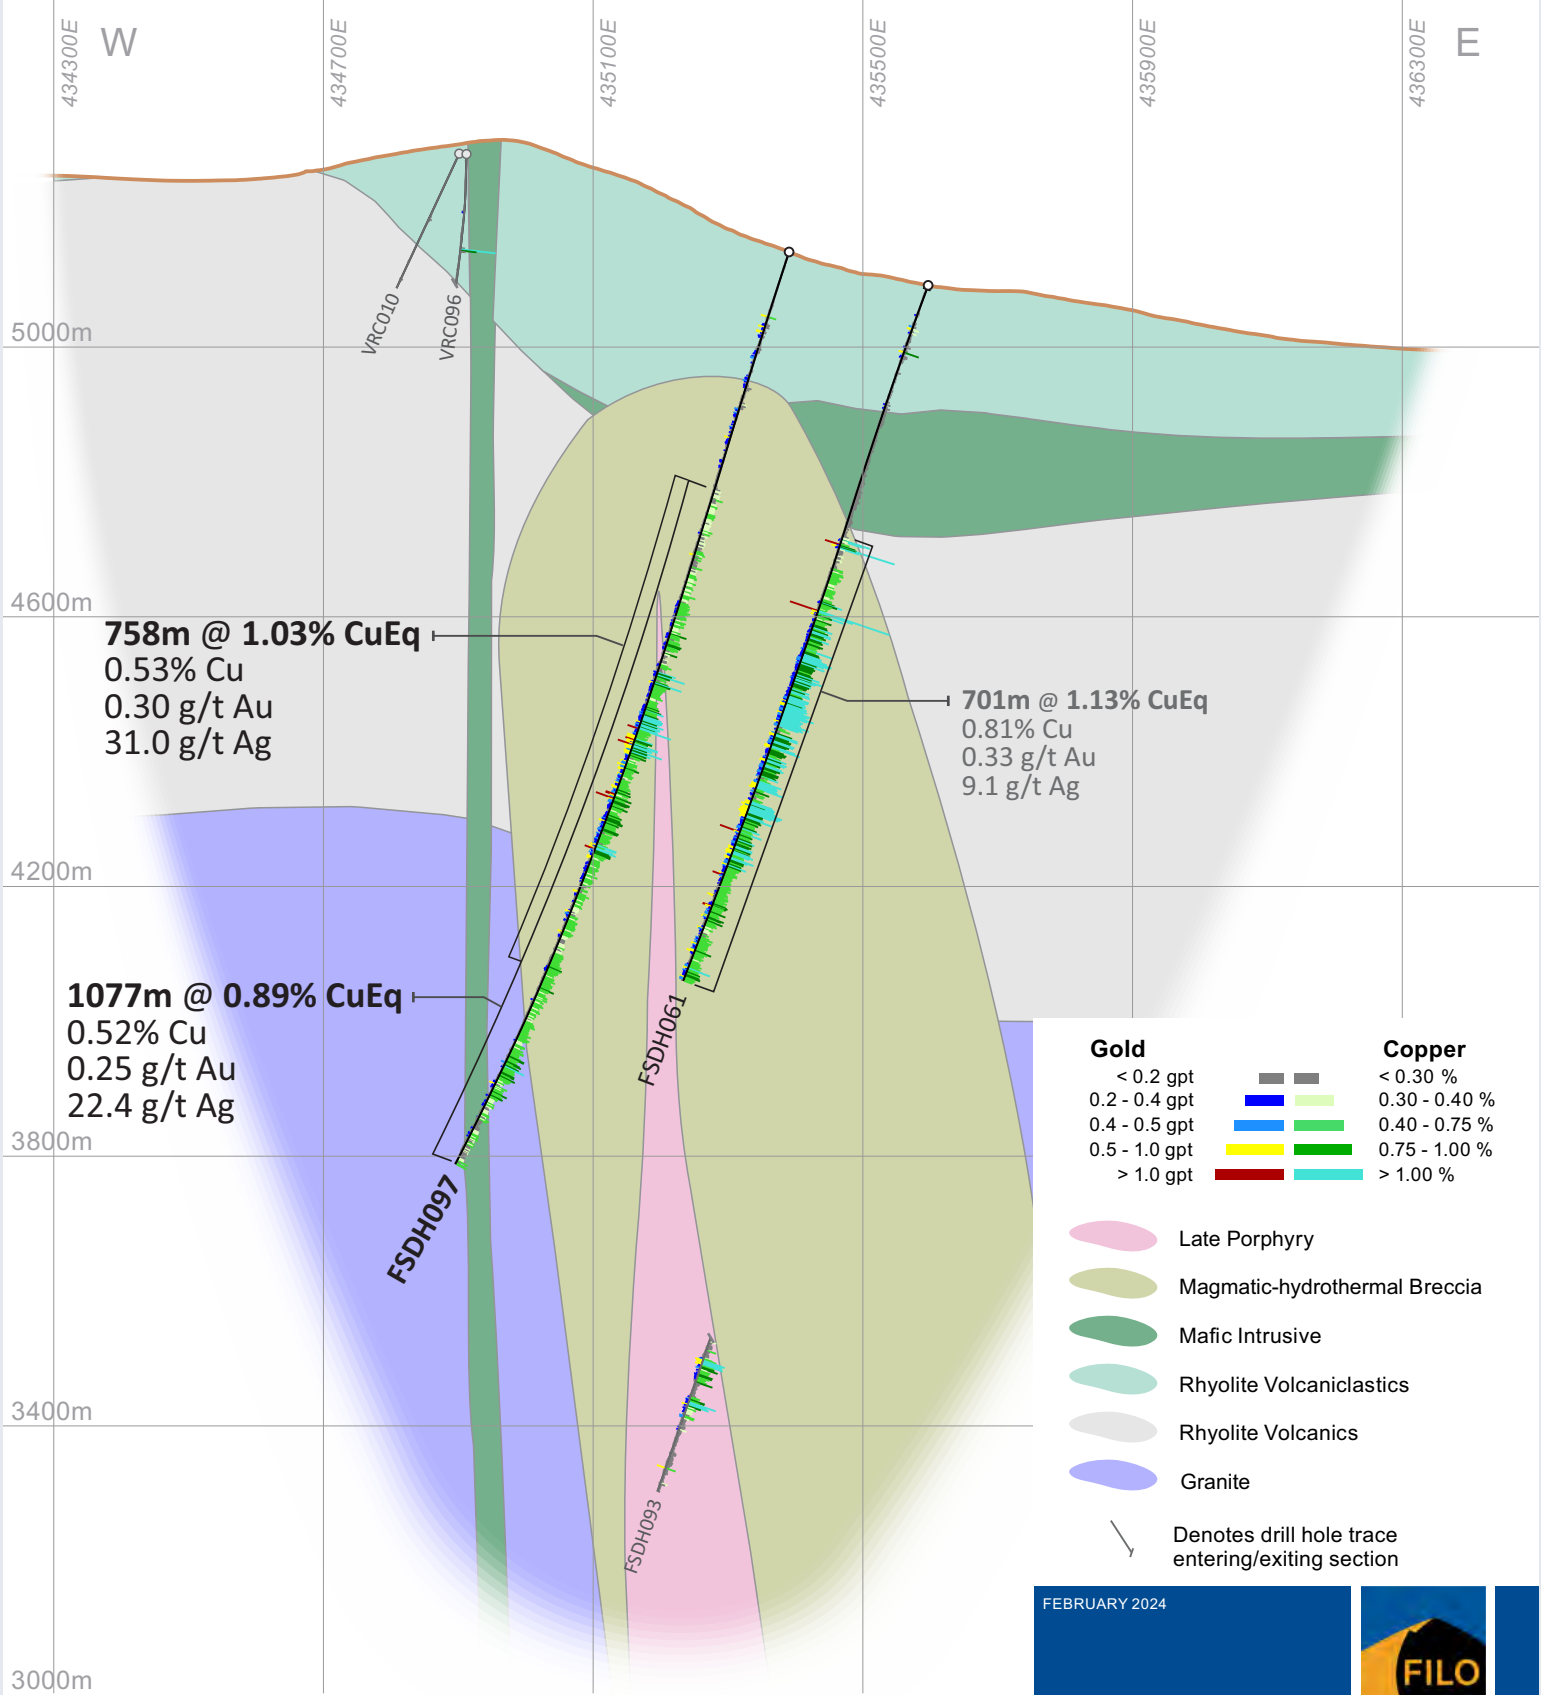 434300E
434700E
435100E
435500E
435900E
436300E
W
E
VRC010
VRC096
5000m
4600m
758m @ 1.03% CuEq
0.53% Cu
0.30 g/t Au
31.0 g/t Ag
701m @ 1.13% CuEq
0.81% Cu
0.33 g/t Au
9.1 g/t Ag
4200m
1077m @ 0.89% CuEq
0.52% Cu
0.25 g/t Au
22.4 g/t Ag
FSDH061
3800m
FSDH097
3400m
FSDH093
3000m
Gold Copper
< 0.2 gpt < 0.30 %
0.2 - 0.4 gpt 0.30 - 0.40 %
0.4 - 0.5 gpt 0.40 - 0.75 %
0.5 - 1.0 gpt 0.75 - 1.00 %
> 1.0 gpt > 1.00 %
Late Porphyry
Magmatic-hydrothermal Breccia
Mafic Intrusive
Rhyolite Volcaniclastics
Rhyolite Volcanics
Granite
Denotes drill hole trace
entering/exiting section
FEBRUARY 2024
FILO